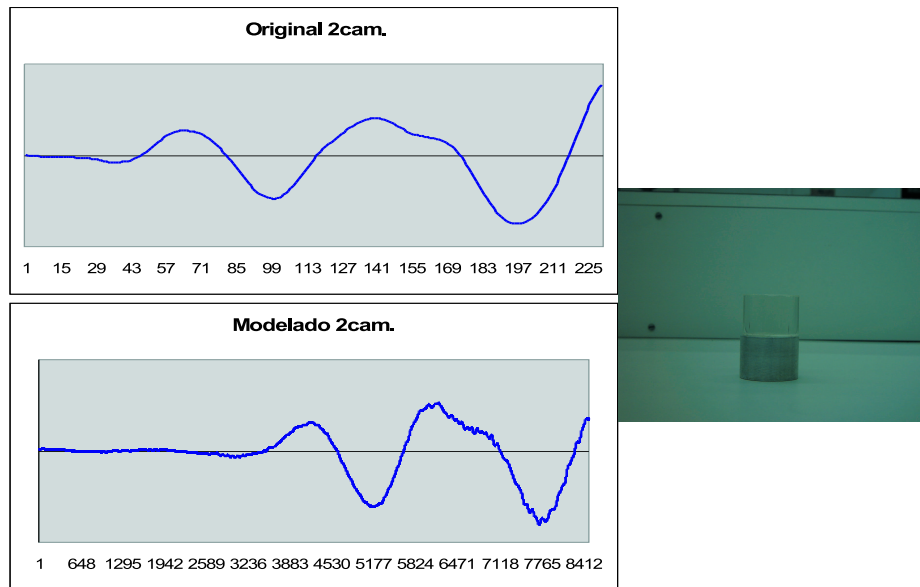 Original 2cam.
1 15 29 43 57 71 85 99 113 127 141 155 169 183 197 211 225
Modelado 2cam.
1 648 1295 1942 2589 3236 3883 4530 5177 5824 6471 7118 7765 8412